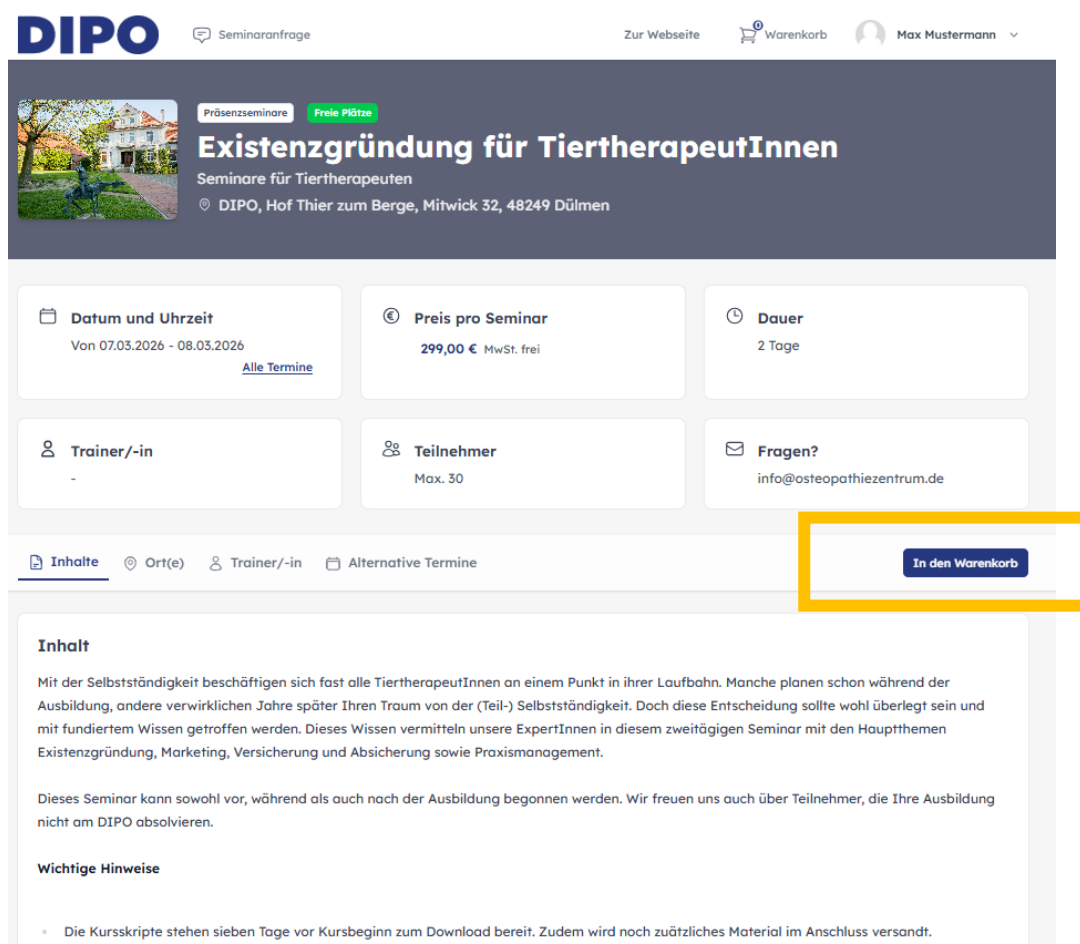 DIPO
Seminaranfrage
Zur Webseite
0
Warenkorb
Max Mustermann
Präsenzseminare
Freie Plätze
Existenzgründung für TiertherapeutInnen
Seminare für Tiertherapeuten
DIPO, Hof Thier zum Berge, Mitwick 32, 48249 Dülmen
Datum und Uhrzeit
Von 07.03.2026 - 08.03.2026
Alle Termine
Preis pro Seminar
299,00 € MwSt. frei
Dauer
2 Tage
Trainer/-in
-
Teilnehmer
Max. 30
Fragen?
info@osteopathiezentrum.de
Inhalte
Ort(e)
Trainer/-in
Alternative Termine
In den Warenkorb
Inhalt
Mit der Selbstständigkeit beschäftigen sich fast alle TiertherapeutInnen an einem Punkt in ihrer Laufbahn. Manche planen schon während der
Ausbildung, andere verwirklichen Jahre später Ihren Traum von der (Teil-) Selbstständigkeit. Doch diese Entscheidung sollte wohl überlegt sein und
mit fundiertem Wissen getroffen werden. Dieses Wissen vermitteln unsere ExpertInnen in diesem zweitägigen Seminar mit den Hauptthemen
Existenzgründung, Marketing, Versicherung und Absicherung sowie Praxismanagement.
Dieses Seminar kann sowohl vor, während als auch nach der Ausbildung begonnen werden. Wir freuen uns auch über Teilnehmer, die Ihre Ausbildung
nicht am DIPO absolvieren.
Wichtige Hinweise
Die Kursskripte stehen sieben Tage vor Kursbeginn zum Download bereit. Zudem wird noch zuätzliches Material im Anschluss versandt.